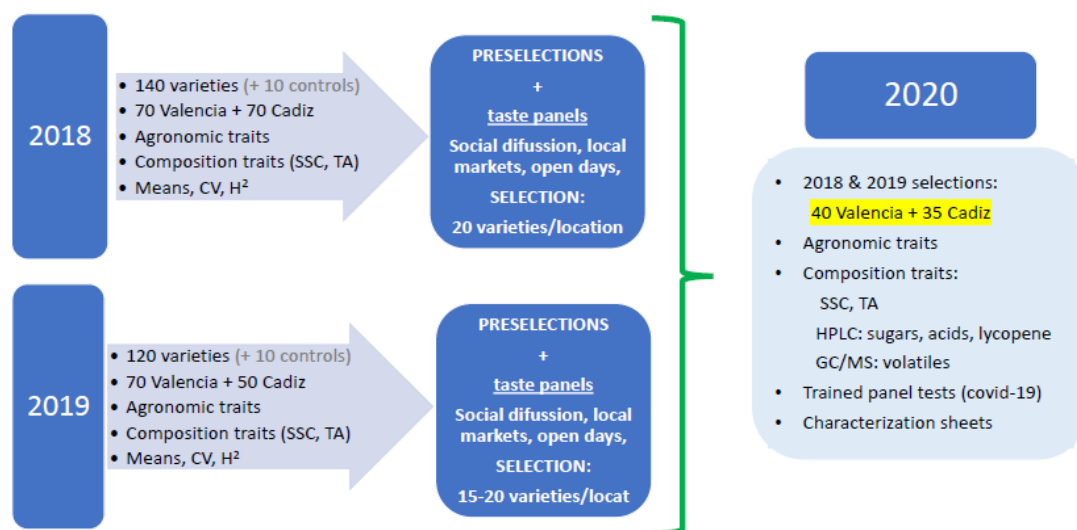 2018
• 140 varieties (+ 10 controls)
• 70 Valencia + 70 Cadiz
• Agronomic traits
• Composition traits (SSC, TA)
• Means, CV, H²
PRESELECTIONS
+
taste panels
Social difussion, local
markets, open days,
SELECTION:
20 varieties/location
2019
• 120 varieties (+ 10 controls)
• 70 Valencia + 50 Cadiz
• Agronomic traits
• Composition traits (SSC, TA)
• Means, CV, H²
PRESELECTIONS
+
taste panels
Social difussion, local
markets, open days,
SELECTION:
15-20 varieties/locat
2020
• 2018 & 2019 selections:
40 Valencia + 35 Cadiz
• Agronomic traits
• Composition traits:
SSC, TA
HPLC: sugars, acids, lycopene
GC/MS: volatiles
• Trained panel tests (covid-19)
• Characterization sheets